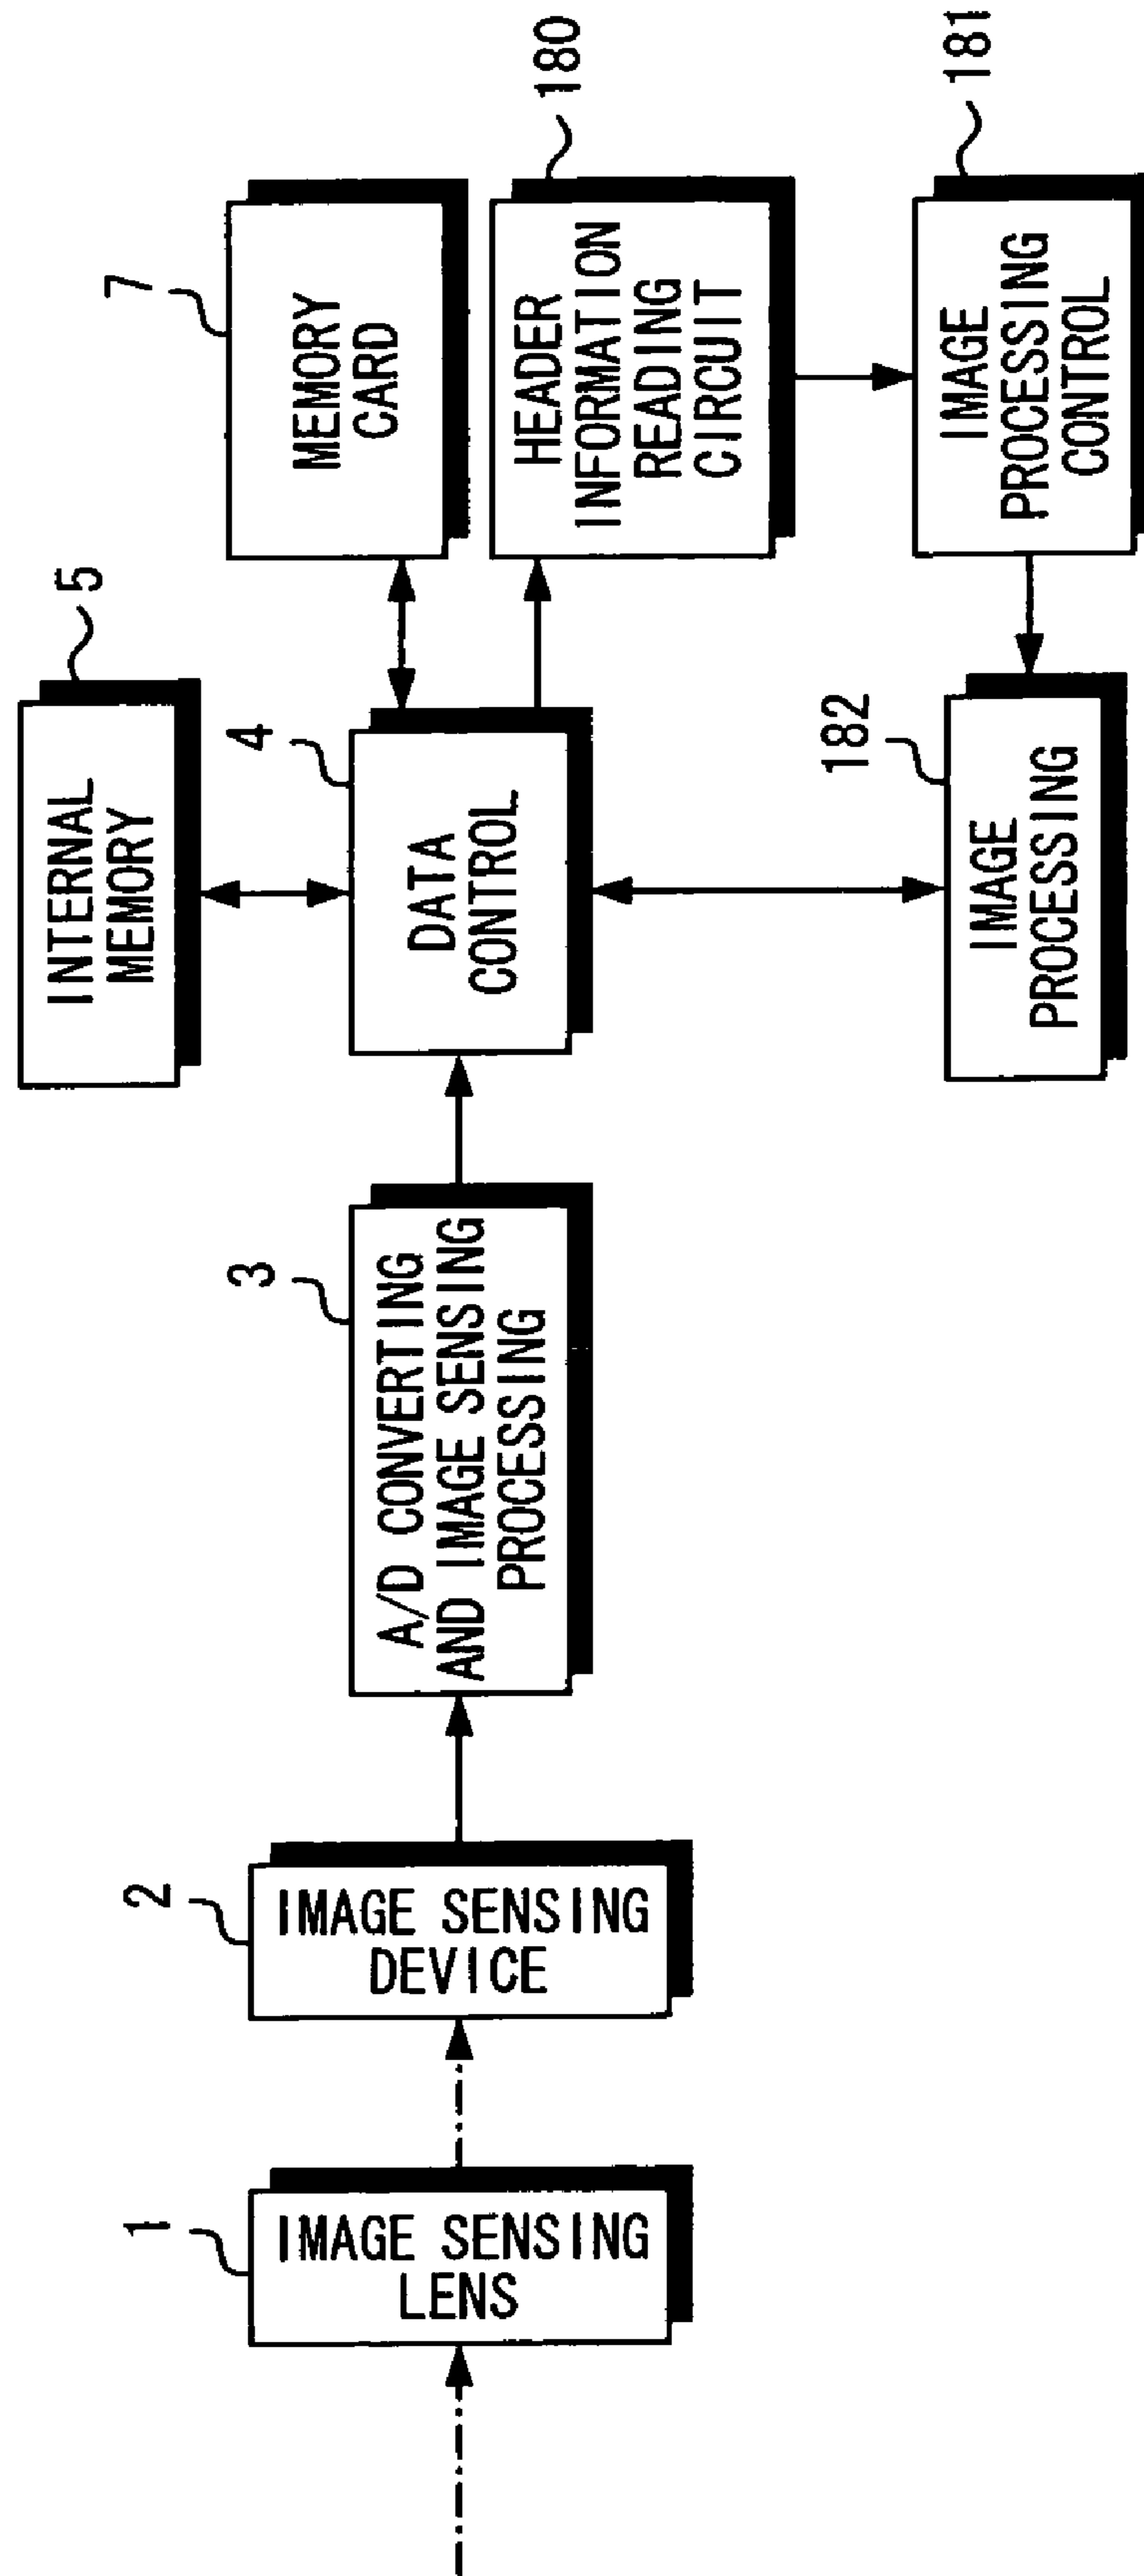 1
IMAGE SENSING
LENS
2
IMAGE SENSING
DEVICE
3
A/D CONVERTING
AND IMAGE SENSING
PROCESSING
4
DATA
CONTROL
5
INTERNAL
MEMORY
7
MEMORY
CARD
180
HEADER
INFORMATION
READING
CIRCUIT
181
IMAGE
PROCESSING
CONTROL
182
IMAGE
PROCESSING